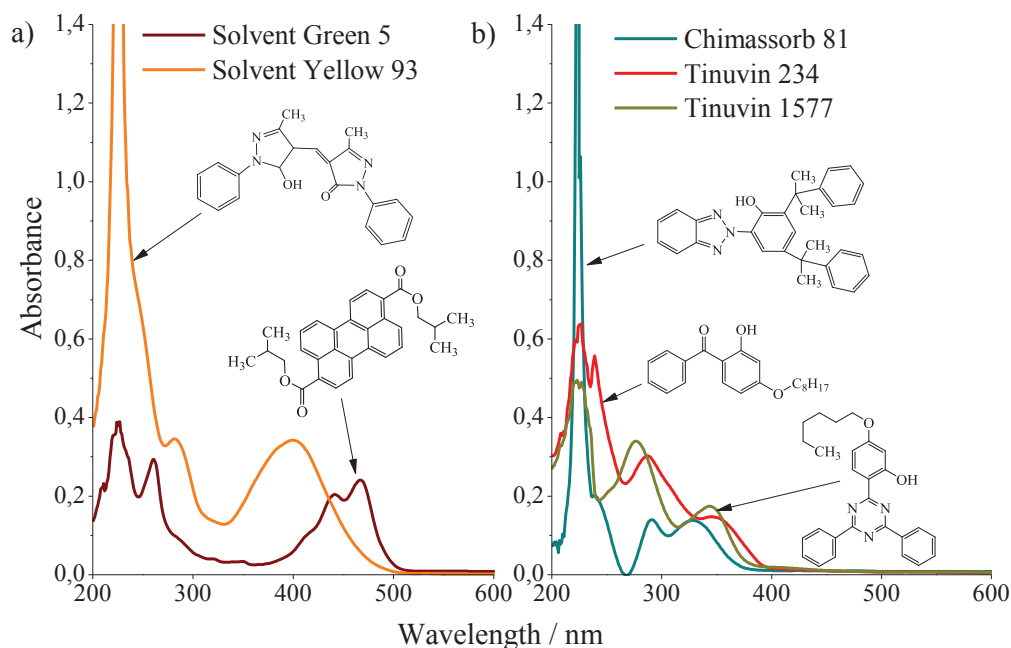 a)
Solvent Green 5
Solvent Yellow 93
b)
Chimassorb 81
Tinuvin 234
Tinuvin 1577
Absorbance
1,4
1,2
1,0
0,8
0,6
0,4
0,2
0,0
200
300
400
500
600
CH3
N
N
OH
CH3
N
N
O
O
O
CH3
CH3
H3C
H3C
O
O
1,4
1,2
1,0
0,8
0,6
0,4
0,2
0,0
200
300
400
500
600
N
N
N
HO
CH3
CH3
CH3
CH3
O
OH
O
C8H17
O
CH3
OH
N
N
N
Wavelength / nm